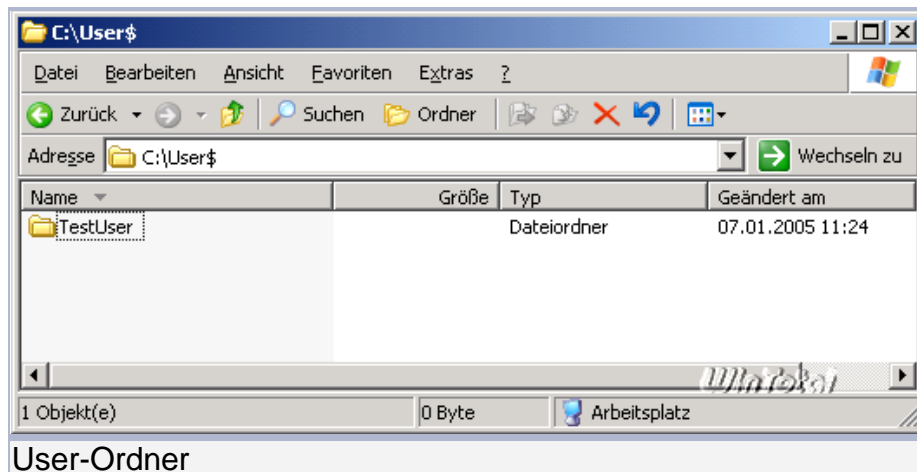 C:\User$
Datei Bearbeiten Ansicht Favoriten Extras ?
Zurück Suchen Ordner
Adresse C:\User$ Wechseln zu
Name Größe Typ Geändert am
TestUser Dateiordner 07.01.2005 11:24
1 Objekt(e) 0 Byte Arbeitsplatz
User-Ordner